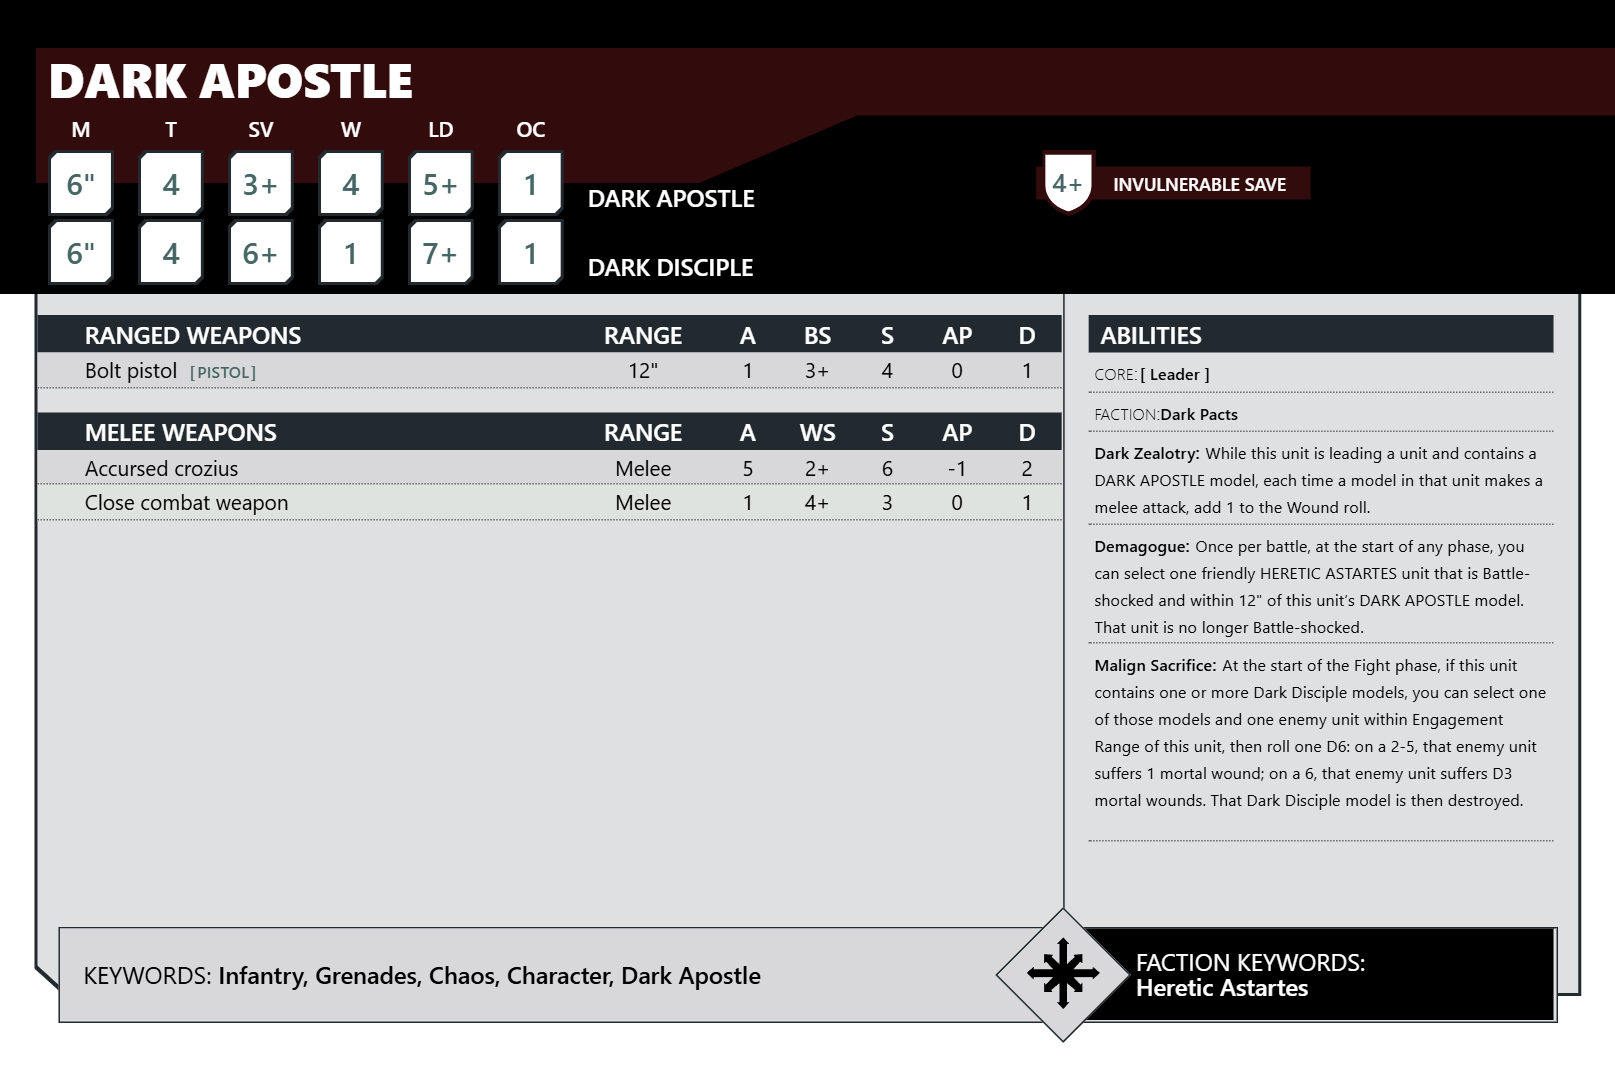 DARK APOSTLE
M T SV W LD OC
6" 4 3+ 4 5+ 1 DARK APOSTLE 4+ INVULNERABLE SAVE
6" 4 6+ 1 7+ 1 DARK DISCIPLE
RANGED WEAPONS RANGE A BS S AP D
Bolt pistol [PISTOL] 12" 1 3+ 4 0 1
MELEE WEAPONS RANGE A WS S AP D
Accursed crozius Melee 5 2+ 6 -1 2
Close combat weapon Melee 1 4+ 3 0 1
ABILITIES
CORE: [ Leader ]
FACTION:Dark Pacts
Dark Zealotry: While this unit is leading a unit and contains a
DARK APOSTLE model, each time a model in that unit makes a
melee attack, add 1 to the Wound roll.
Demagogue: Once per battle, at the start of any phase, you
can select one friendly HERETIC ASTARTES unit that is Battle-
shocked and within 12" of this unit's DARK APOSTLE model.
That unit is no longer Battle-shocked.
Malign Sacrifice: At the start of the Fight phase, if this unit
contains one or more Dark Disciple models, you can select one
of those models and one enemy unit within Engagement
Range of this unit, then roll one D6: on a 2-5, that enemy unit
suffers 1 mortal wound; on a 6, that enemy unit suffers D3
mortal wounds. That Dark Disciple model is then destroyed.
KEYWORDS: Infantry, Grenades, Chaos, Character, Dark Apostle
FACTION KEYWORDS:
Heretic Astartes